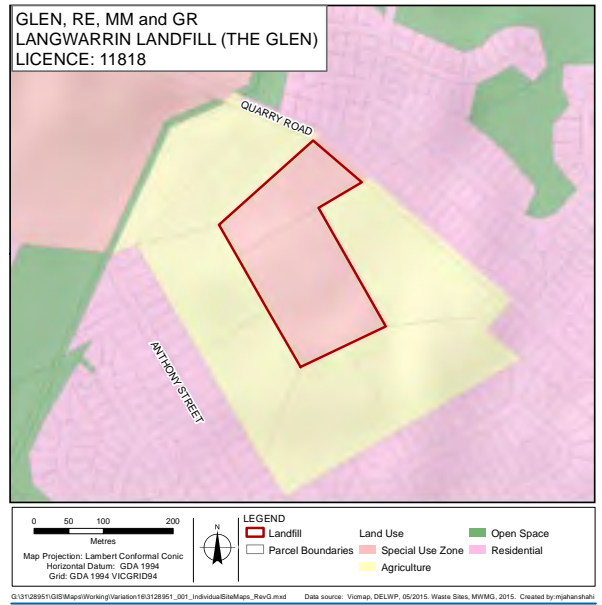 GLEN, RE, MM and GR
LANGWARRIN LANDFILL (THE GLEN)
LICENCE: 11818
QUARRY ROAD
ANTHONY STREET
0 50 100 200
Metres
Map Projection: Lambert Conformal Conic
Horizontal Datum: GDA 1994
Grid: GDA 1994 VICGRID94
N
LEGEND
Landfill
Parcel Boundaries
Land Use
Special Use Zone
Agriculture
Open Space
Residential
G:\31\28951\GIS\Maps\Working\Variation16\3128951_001_IndividualSiteMaps_RevG.mxd
Data source: Vicmap, DELWP, 05/2015. Waste Sites, MWMG, 2015. Created by:mjahanshahi